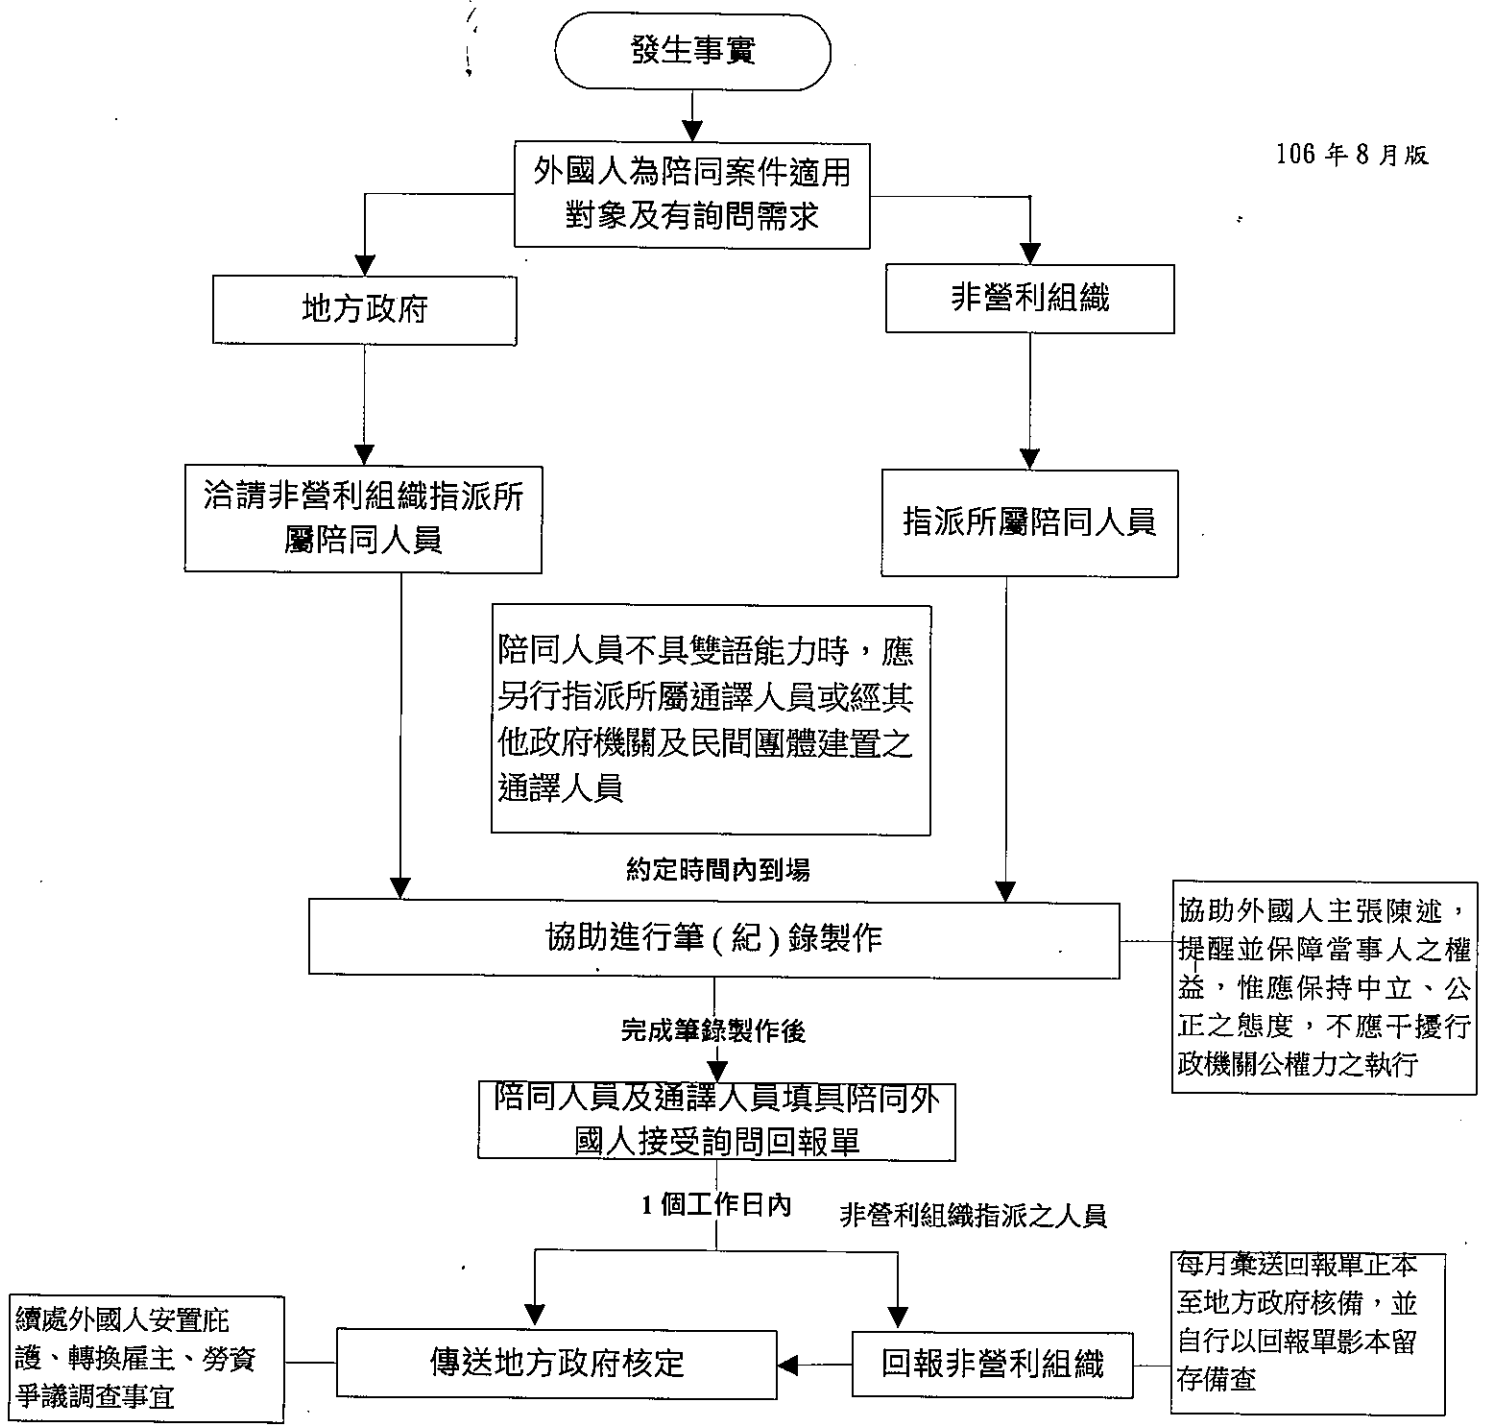 發生事實
106 年 8 月版
外國人為陪同案件適用
對象及有詢問需求
地方政府
非營利組織
洽請非營利組織指派所
屬陪同人員
指派所屬陪同人員
陪同人員不具雙語能力時，應
另行指派所屬通譯人員或經其
他政府機關及民間團體建置之
通譯人員
約定時間內到場
協助進行筆(紀)錄製作
協助外國人主張陳述，
提醒並保障當事人之權
益，惟應保持中立、公
正之態度，不應干擾行
政機關公權力之執行
完成筆錄製作後
陪同人員及通譯人員填具陪同外
國人接受詢問回報單
1 個工作日內
非營利組織指派之人員
續處外國人安置庇
護、轉換雇主、勞資
爭議調查事宜
傳送地方政府核定
回報非營利組織
每月彙送回報單正本
至地方政府核備，並
自行以回報單影本留
存備查